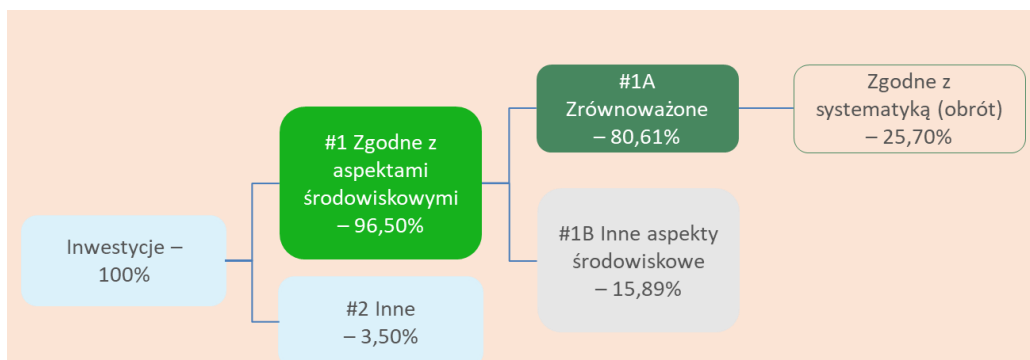 Inwestycje –
100%
#1 Zgodne z
aspektami
środowiskowymi
– 96,50%
#2 Inne
– 3,50%
#1A
Zrównoważone
– 80,61%
#1B Inne aspekty
środowiskowe
– 15,89%
Zgodne z
systematyką (obrót)
– 25,70%